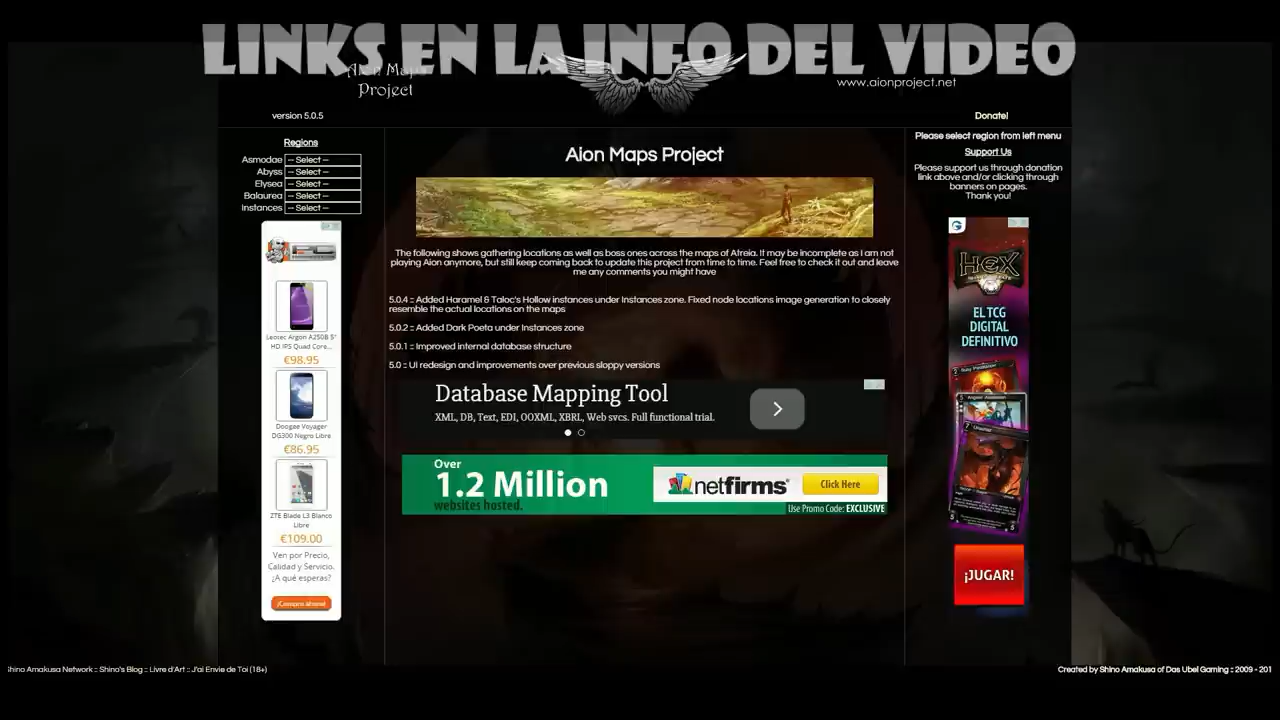 LINKS EN LA INFO DEL VIDEO
Aion Maps
Project
www.aionproject.net
version 5.0.5
Donate!
Regions
Asmodae -- Select --
Abyss -- Select --
Elysea -- Select --
Balaurea -- Select --
Instances -- Select --
Leotec Argon A250B 5"
HD IPS Quad Core...
€98.95
Doogee Voyager
DG300 Negro Libre
€86.95
ZTE Blade L3 Blanco
Libre
€109.00
Ven por Precio,
Calidad y Servicio.
¿A qué esperas?
¡Compra ahora!
Aion Maps Project
The following shows gathering locations as well as boss ones across the maps of Atreia. It may be incomplete as I am not
playing Aion anymore, but still keep coming back to update this project from time to time. Feel free to check it out and leave
me any comments you might have
5.0.4 :: Added Haramel & Taloc's Hollow instances under Instances zone. Fixed node locations image generation to closely
resemble the actual locations on the maps
5.0.2 :: Added Dark Poeta under Instances zone
5.0.1 :: Improved internal database structure
5.0 :: UI redesign and improvements over previous sloppy versions
Database Mapping Tool
XML, DB, Text, EDI, OOXML, XBRL, Web svcs. Full functional trial.
Over
1.2 Million
websites hosted.
netfirms
Click Here
Use Promo Code: EXCLUSIVE
Please select region from left menu
Support Us
Please support us through donation
link above and/or clicking through
banners on pages.
Thank you!
HEX
EL TCG
DIGITAL
DEFINITIVO
¡JUGAR!
Shino Amakusa Network :: Shino's Blog :: Livre d'Art :: J'ai Envie de Toi (18+)
Created by Shino Amakusa of Das Ubel Gaming :: 2009 - 201